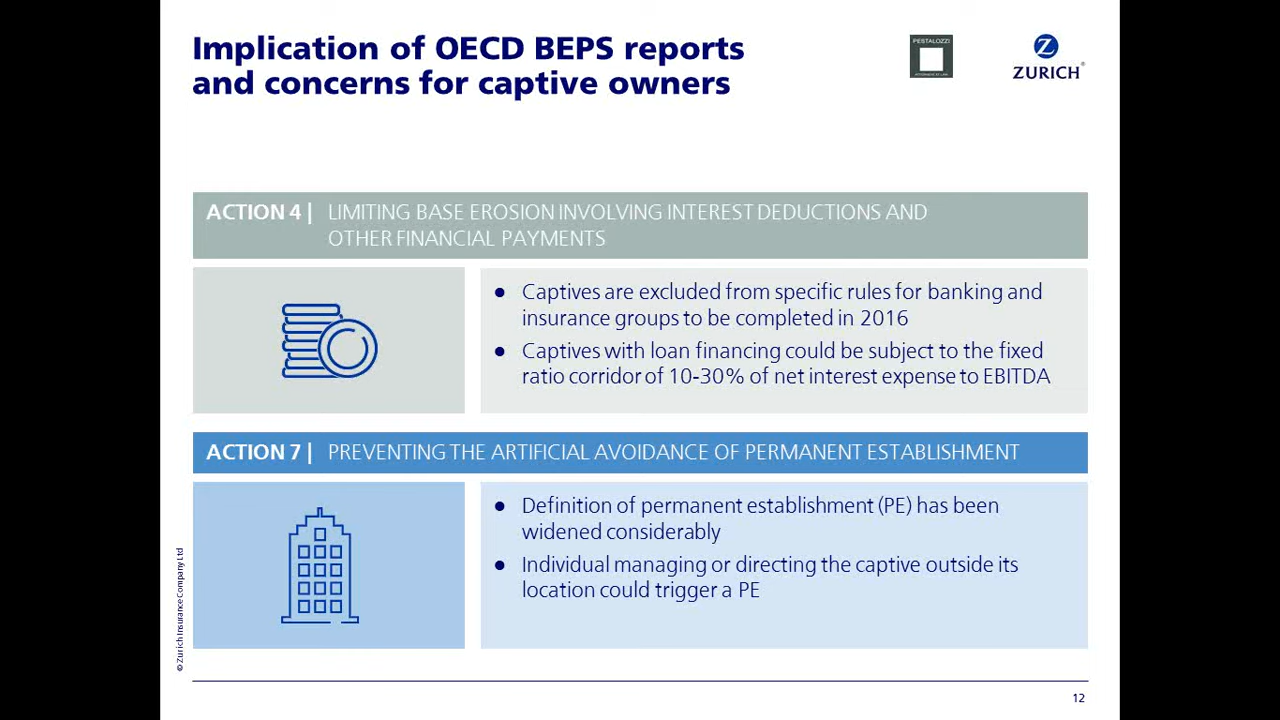 Implication of OECD BEPS reports
and concerns for captive owners
PESTALOZZI
ATTORNEYS AT LAW
Z
ZURICH®
ACTION 4 | LIMITING BASE EROSION INVOLVING INTEREST DEDUCTIONS AND
OTHER FINANCIAL PAYMENTS
● Captives are excluded from specific rules for banking and
insurance groups to be completed in 2016
● Captives with loan financing could be subject to the fixed
ratio corridor of 10-30% of net interest expense to EBITDA
ACTION 7 | PREVENTING THE ARTIFICIAL AVOIDANCE OF PERMANENT ESTABLISHMENT
● Definition of permanent establishment (PE) has been
widened considerably
● Individual managing or directing the captive outside its
location could trigger a PE
© Zurich Insurance Company Ltd
12